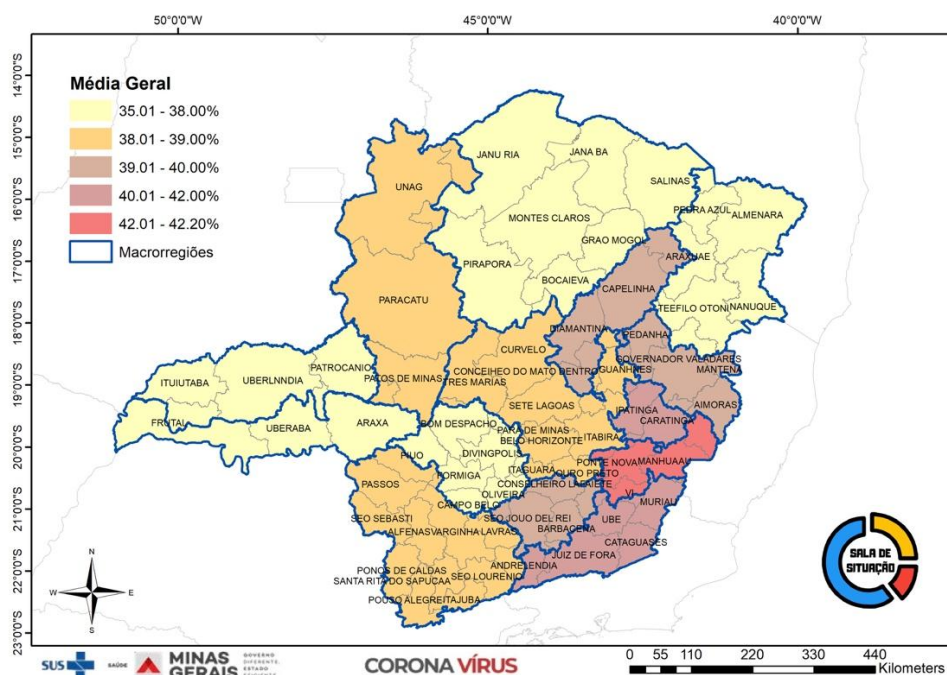 50°0'0"W
45°0'0"W
40°0'0"W
14°0'0"S
15°0'0"S
16°0'0"S
17°0'0"S
18°0'0"S
19°0'0"S
20°0'0"S
21°0'0"S
22°0'0"S
23°0'0"S
Média Geral
35.01 - 38.00%
38.01 - 39.00%
39.01 - 40.00%
40.01 - 42.00%
42.01 - 42.20%
Macrorregiões
JANU RIA
JANA BA
UNAG
SALINAS
PEDRA AZUL
ALMENARA
MONTES CLAROS
GRAO MOGOL
ARAXUAE
PIRAPORA
BOCAIEVA
CAPELINHA
PARACATU
TEEFILO OTONI
NANUQUE
DIAMANTINA
PEDANHA
CURVELO
GOVERNADOR VALADARES
PATROCANIO
CONCEIHEO DO MATO DENTRO
GUANHNES
MANTENA
ITUIUTABA
UBERLNNDIA
PATOS DE MINAS
TRES MARIAS
SETE LAGOAS
IPATINGA
AIMORAS
CARATINGA
FRUTAL
UBERABA
ARAXA
BOM DESPACHO
PARA DE MINAS
BELO HORIZONTE
ITABIRA
DIVINGPOLIS
PIUO
PONTE NOVA
MANHUAAU
FORMIGA
ITAGUARA
OURO PRETO
PASSOS
CONSELHEIRO LAFAIETE
OLIVEIRA
VI
CAMPO BELO
MURIAU
SEO SEBASTI
SEO JOUO DEL REI
UBE
ALFENAS
VARGINHA
LAVRAS
BARBACENA
CATAGUASES
JUIZ DE FORA
ANDRELENDIA
PONOS DE CALDAS
SANTA RITA DO SAPUCAA
SEO LOURENIO
POUSO ALEGRE
ITAJUBA
SALA DE
SITUAÇÃO
N
W
E
S
SUS
SAÚDE
MINAS
GERAIS
GOVERNO
DIFERENTE.
ESTADO
CORONA VÍRUS
0 55 110 220 330 440
Kilometers